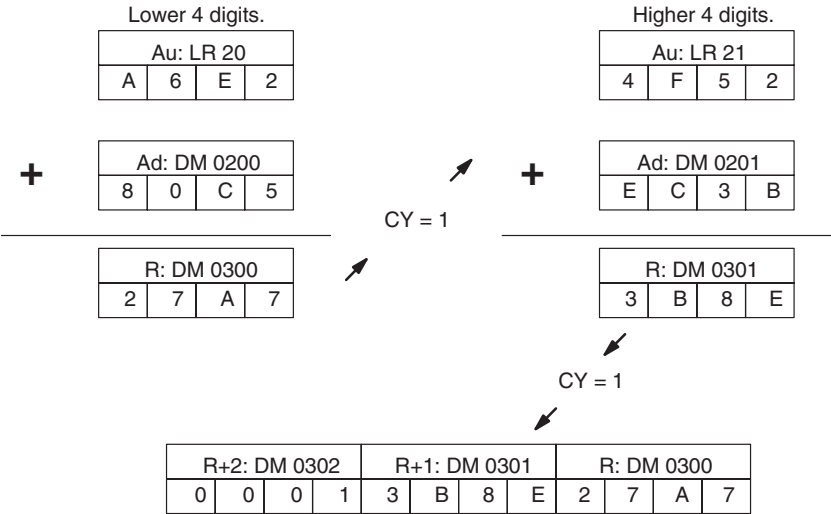 Lower 4 digits. Higher 4 digits.
Au: LR 20 Au: LR 21
A 6 E 2 4 F 5 2
+ Ad: DM 0200 + Ad: DM 0201
8 0 C 5 E C 3 B
CY = 1
R: DM 0300 R: DM 0301
2 7 A 7 3 B 8 E
CY = 1
R+2: DM 0302 R+1: DM 0301 R: DM 0300
0 0 0 1 3 B 8 E 2 7 A 7